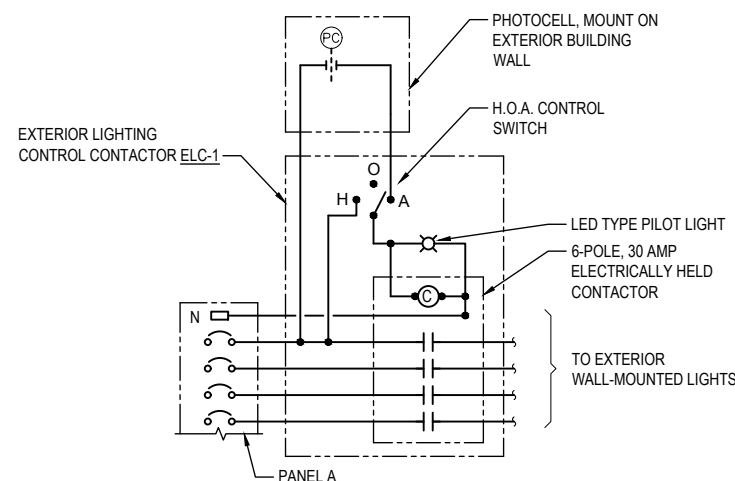 PC
PHOTOCELL, MOUNT ON
EXTERIOR BUILDING
WALL
H.O.A. CONTROL
SWITCH
EXTERIOR LIGHTING
CONTROL CONTACTOR ELC-1
O
H
A
LED TYPE PILOT LIGHT
6-POLE, 30 AMP
ELECTRICALLY HELD
CONTACTOR
C
N
TO EXTERIOR
WALL-MOUNTED LIGHTS
PANEL A